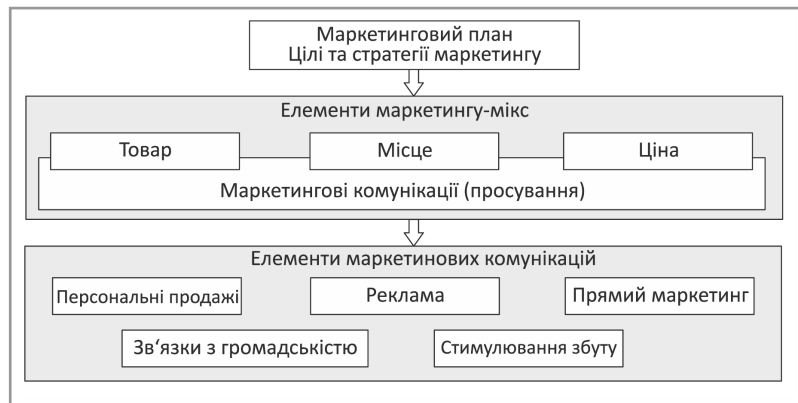 Маркетинговий план
Цілі та стратегії маркетингу
Елементи маркетингу-мікс
Товар
Місце
Ціна
Маркетингові комунікації (просування)
Елементи маркетинових комунікацій
Персональні продажі
Реклама
Прямий маркетинг
Зв‘язки з громадськістю
Стимулювання збуту